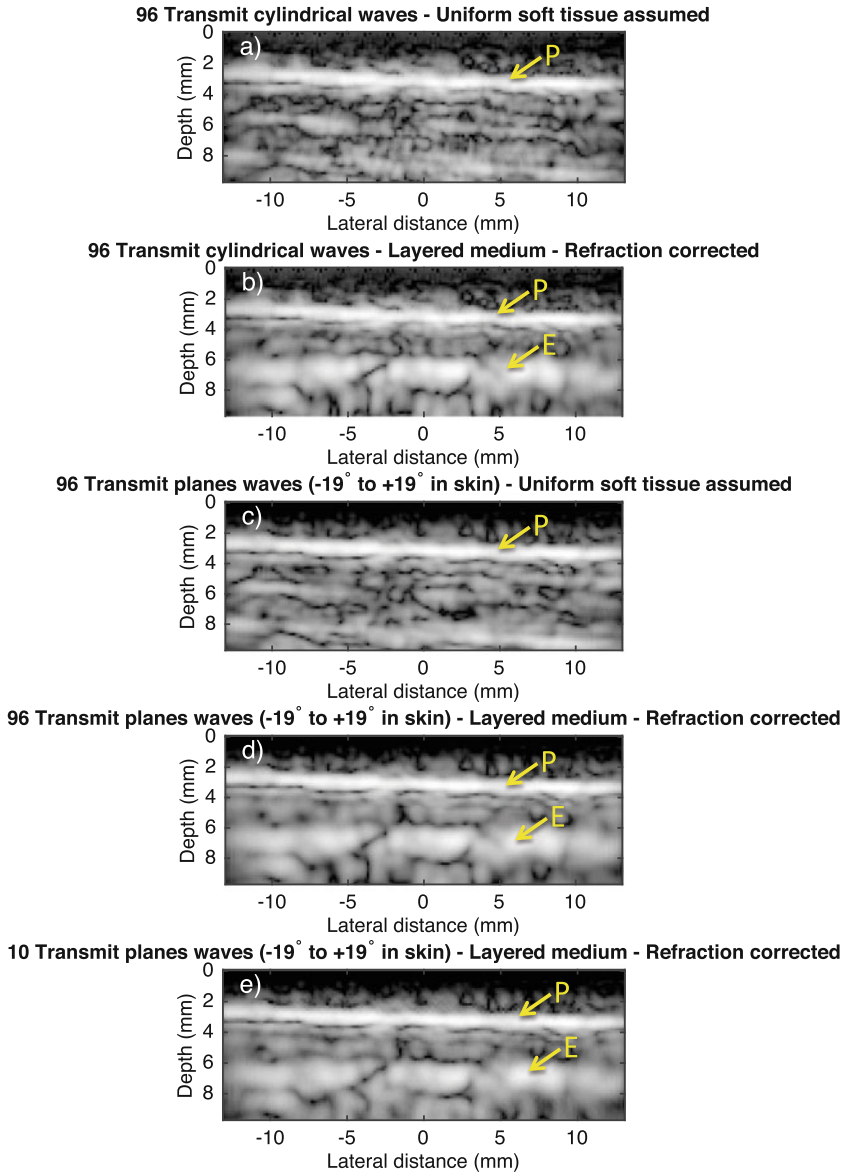 96 Transmit cylindrical waves - Uniform soft tissue assumed
a)
P
0
2
4
6
8
Depth (mm)
-10 -5 0 5 10
Lateral distance (mm)
96 Transmit cylindrical waves - Layered medium - Refraction corrected
b)
P
E
0
2
4
6
8
Depth (mm)
-10 -5 0 5 10
Lateral distance (mm)
96 Transmit planes waves (-19° to +19° in skin) - Uniform soft tissue assumed
c)
P
0
2
4
6
8
Depth (mm)
-10 -5 0 5 10
Lateral distance (mm)
96 Transmit planes waves (-19° to +19° in skin) - Layered medium - Refraction corrected
d)
P
E
0
2
4
6
8
Depth (mm)
-10 -5 0 5 10
Lateral distance (mm)
10 Transmit planes waves (-19° to +19° in skin) - Layered medium - Refraction corrected
e)
P
E
0
2
4
6
8
Depth (mm)
-10 -5 0 5 10
Lateral distance (mm)